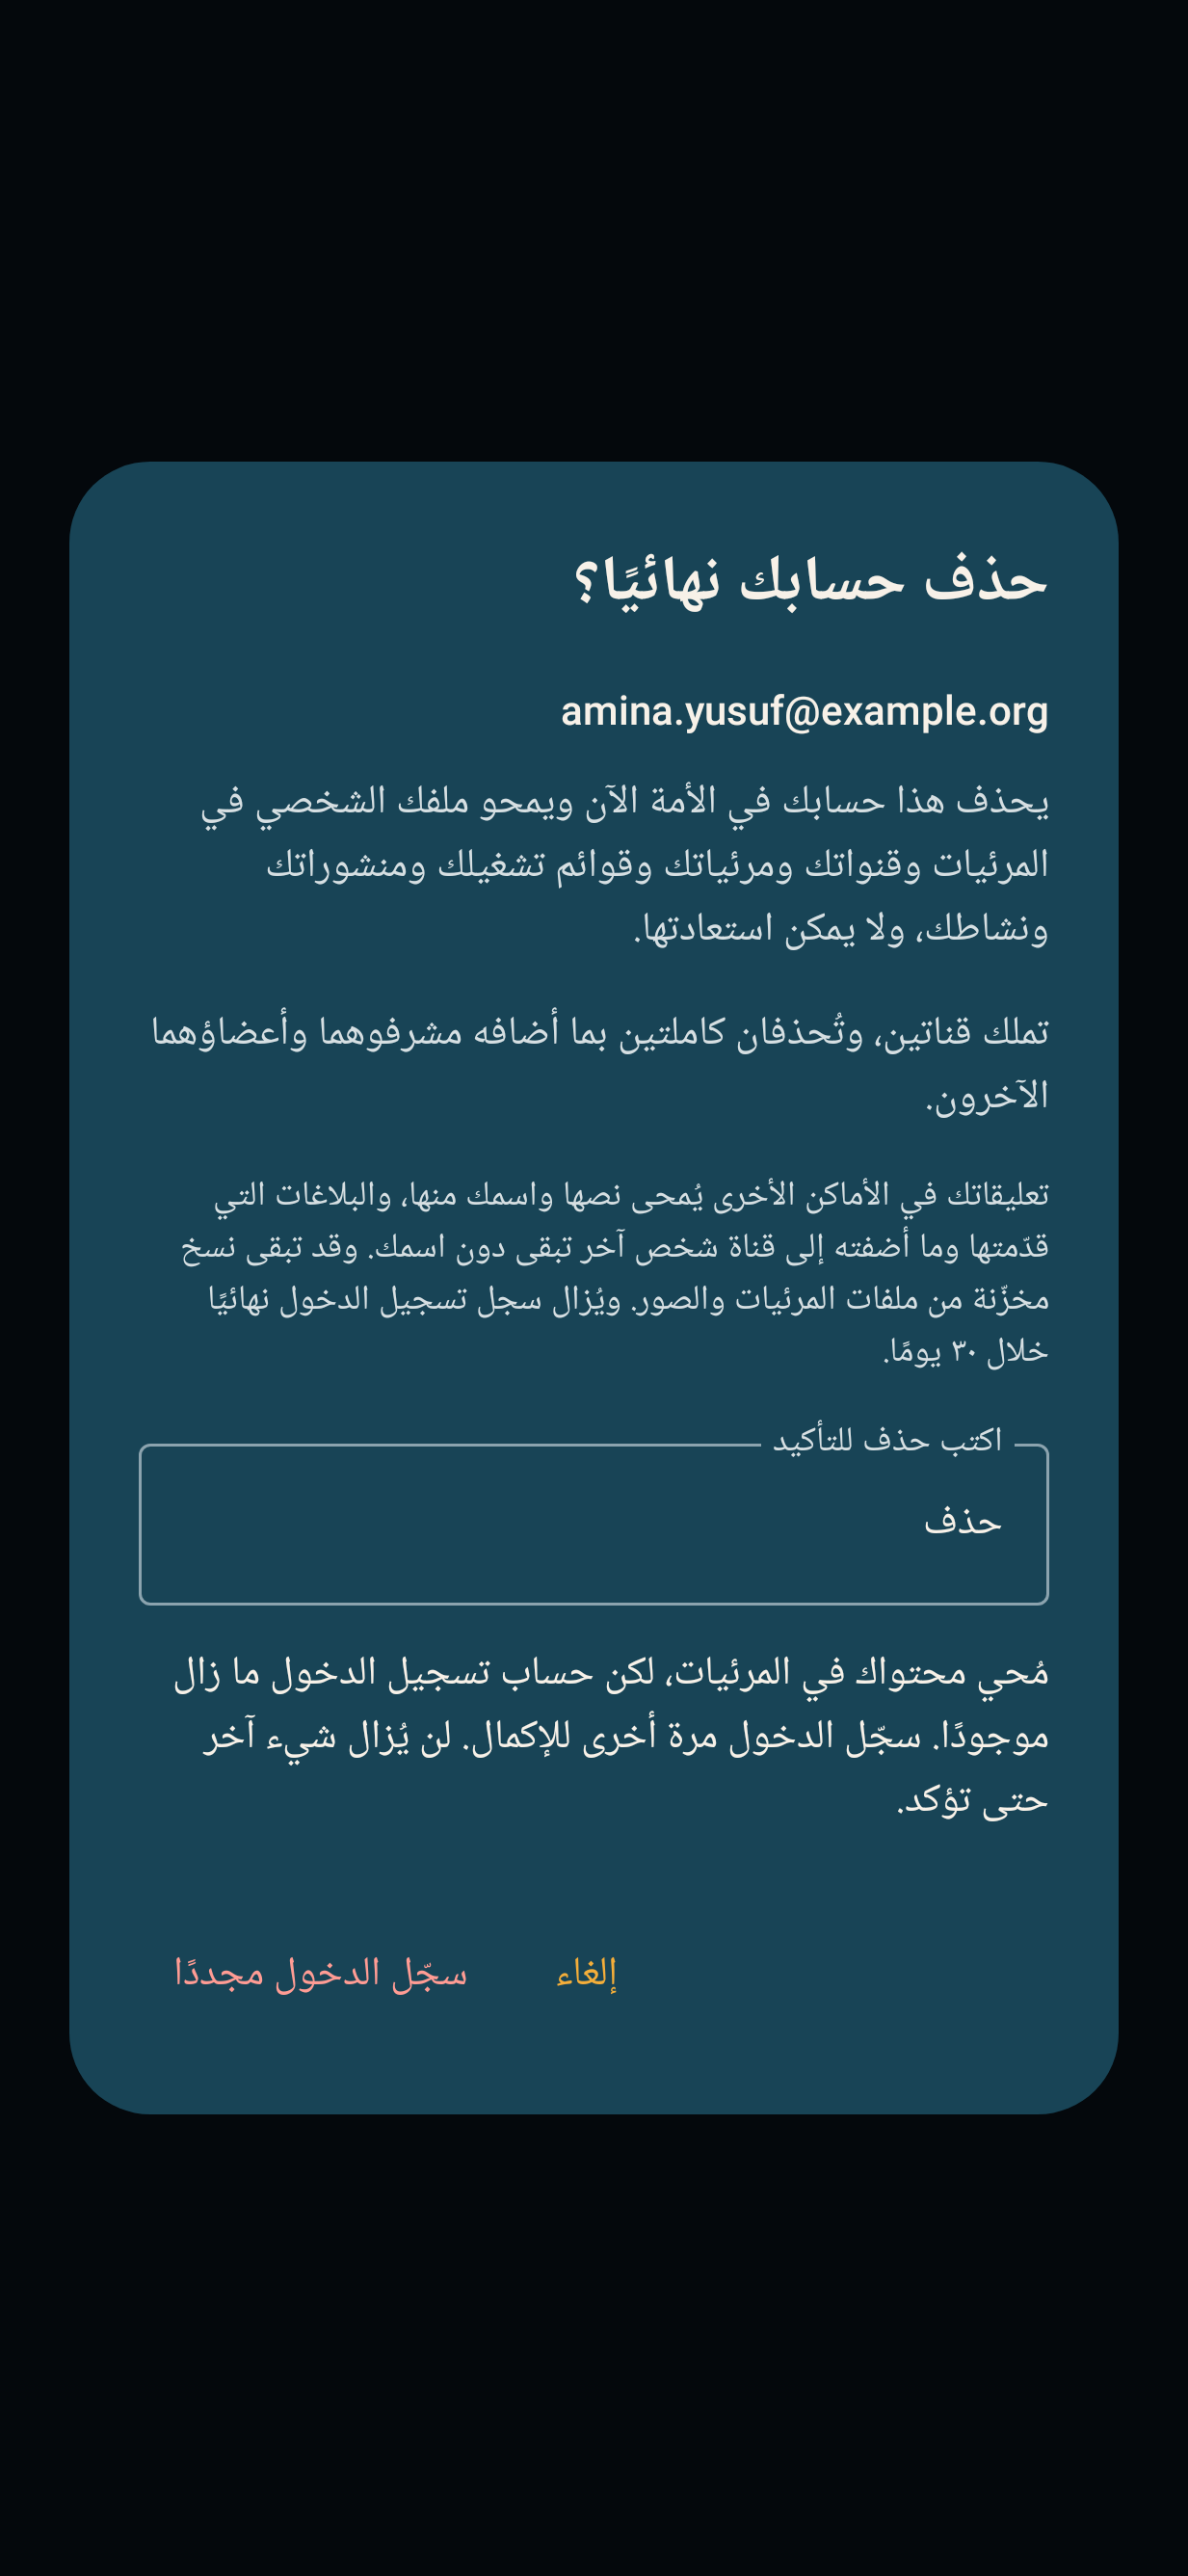 حذف حسابك نهائيًا؟
amina.yusuf@example.org
يحذف هذا حسابك في الأمة الآن ويمحو ملفك الشخصي في
المرئيات وقنواتك ومرئياتك وقوائم تشغيلك ومنشوراتك
ونشاطك، ولا يمكن استعادتها.
تملك قناتين، وتُحذفان كاملتين بما أضافه مشرفوهما وأعضاؤهما
الآخرون.
تعليقاتك في الأماكن الأخرى يُمحى نصها واسمك منها، والبلاغات التي
قدّمتها وما أضفته إلى قناة شخص آخر تبقى دون اسمك. وقد تبقى نسخ
مخزّنة من ملفات المرئيات والصور. ويُزال سجل تسجيل الدخول نهائيًا
خلال ٣٠ يومًا.
اكتب حذف للتأكيد
حذف
مُحي محتواك في المرئيات، لكن حساب تسجيل الدخول ما زال
موجودًا. سجّل الدخول مرة أخرى للإكمال. لن يُزال شيء آخر
حتى تؤكد.
إلغاء
سجّل الدخول مجددًا